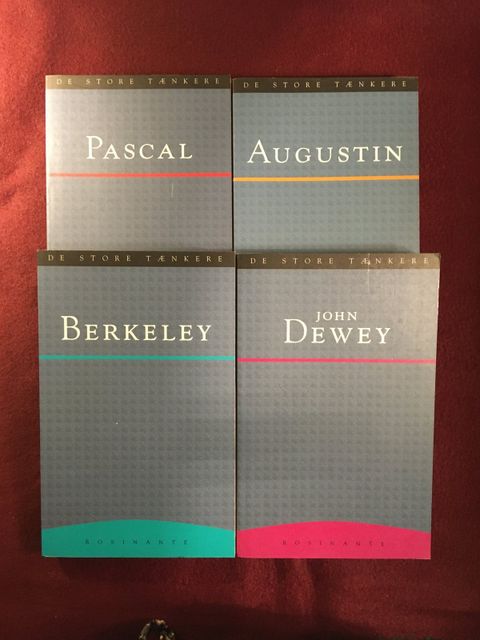 DE STORE TÆNKERE
PASCAL
DE STORE TÆNKERE
AUGUSTIN
DE STORE TÆNKERE
BERKELEY
ROSINANTE
DE STORE TÆNKERE
JOHN
DEWEY
ROSINANTE